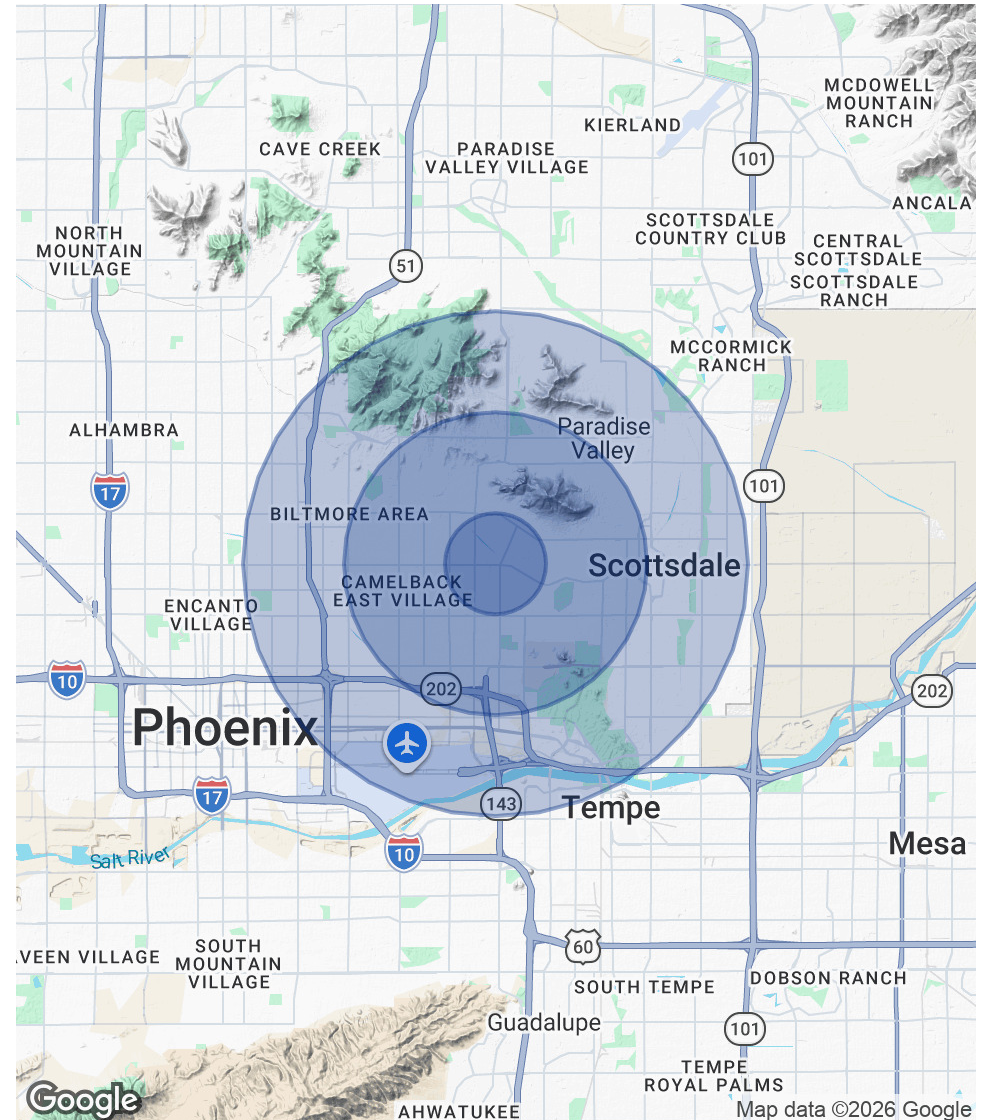 MCDOWELL
MOUNTAIN
RANCH
KIERLAND
CAVE CREEK
PARADISE
VALLEY VILLAGE
101
ANCALA
NORTH
MOUNTAIN
VILLAGE
SCOTTSDALE
COUNTRY CLUB
CENTRAL
SCOTTSDALE
SCOTTSDALE
RANCH
51
MCCORMICK
RANCH
ALHAMBRA
Paradise
Valley
17
101
BILTMORE AREA
Scottsdale
CAMELBACK
EAST VILLAGE
ENCANTO
VILLAGE
10
202
202
Phoenix
17
143
Tempe
10
Mesa
Salt River
60
SOUTH
MOUNTAIN
VILLAGE
AVEEN VILLAGE
SOUTH TEMPE
DOBSON RANCH
Guadalupe
101
TEMPE
ROYAL PALMS
Google
AHWATUKEE
Map data ©2026 Google